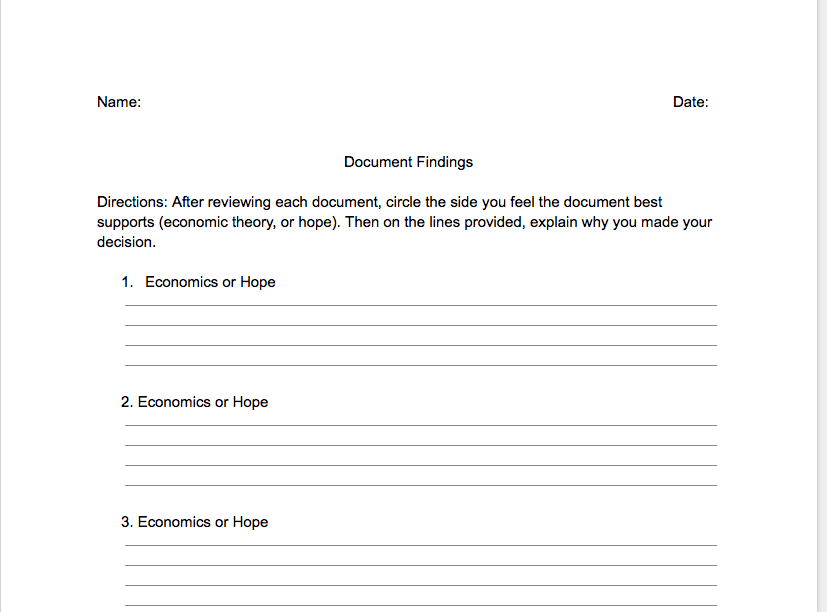 Name: Date:
Document Findings
Directions: After reviewing each document, circle the side you feel the document best
supports (economic theory, or hope). Then on the lines provided, explain why you made your
decision.
1. Economics or Hope
2. Economics or Hope
3. Economics or Hope